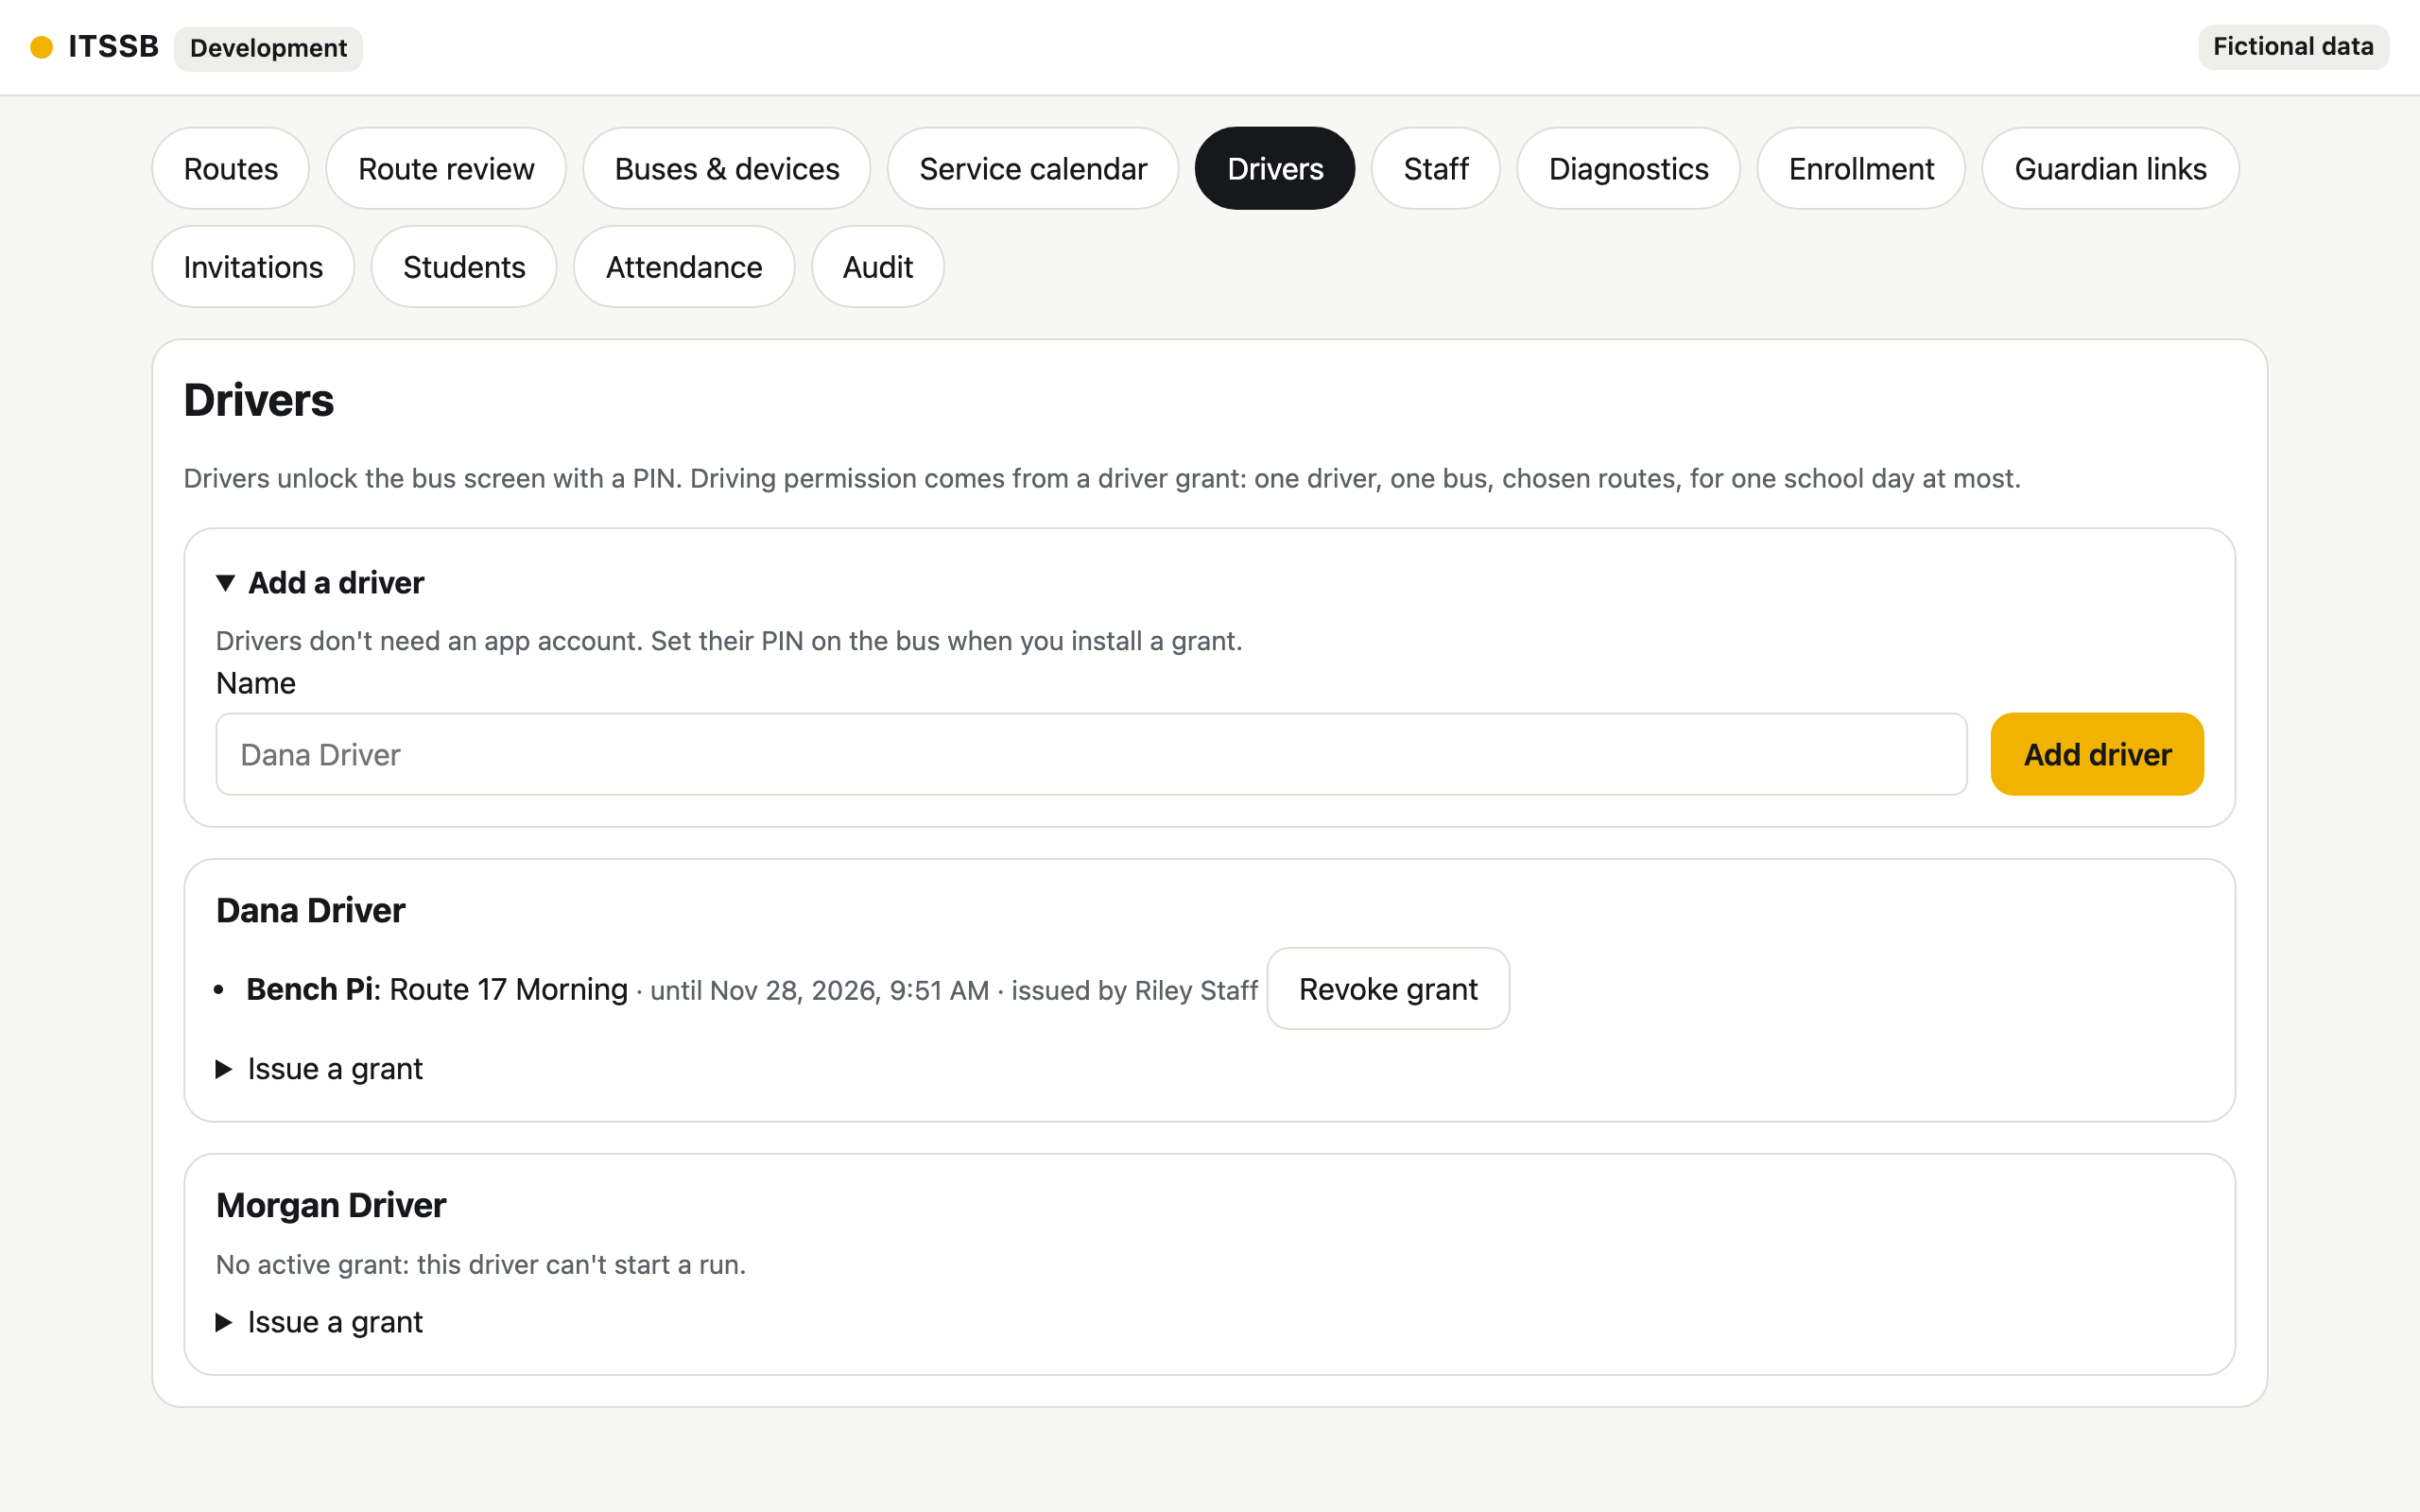 ITSSB Development Fictional data
Routes Route review Buses & devices Service calendar Drivers Staff Diagnostics Enrollment Guardian links
Invitations Students Attendance Audit
Drivers
Drivers unlock the bus screen with a PIN. Driving permission comes from a driver grant: one driver, one bus, chosen routes, for one school day at most.
▼ Add a driver
Drivers don't need an app account. Set their PIN on the bus when you install a grant.
Name
Dana Driver Add driver
Dana Driver
• Bench Pi: Route 17 Morning · until Nov 28, 2026, 9:51 AM · issued by Riley Staff Revoke grant
▶ Issue a grant
Morgan Driver
No active grant: this driver can't start a run.
▶ Issue a grant